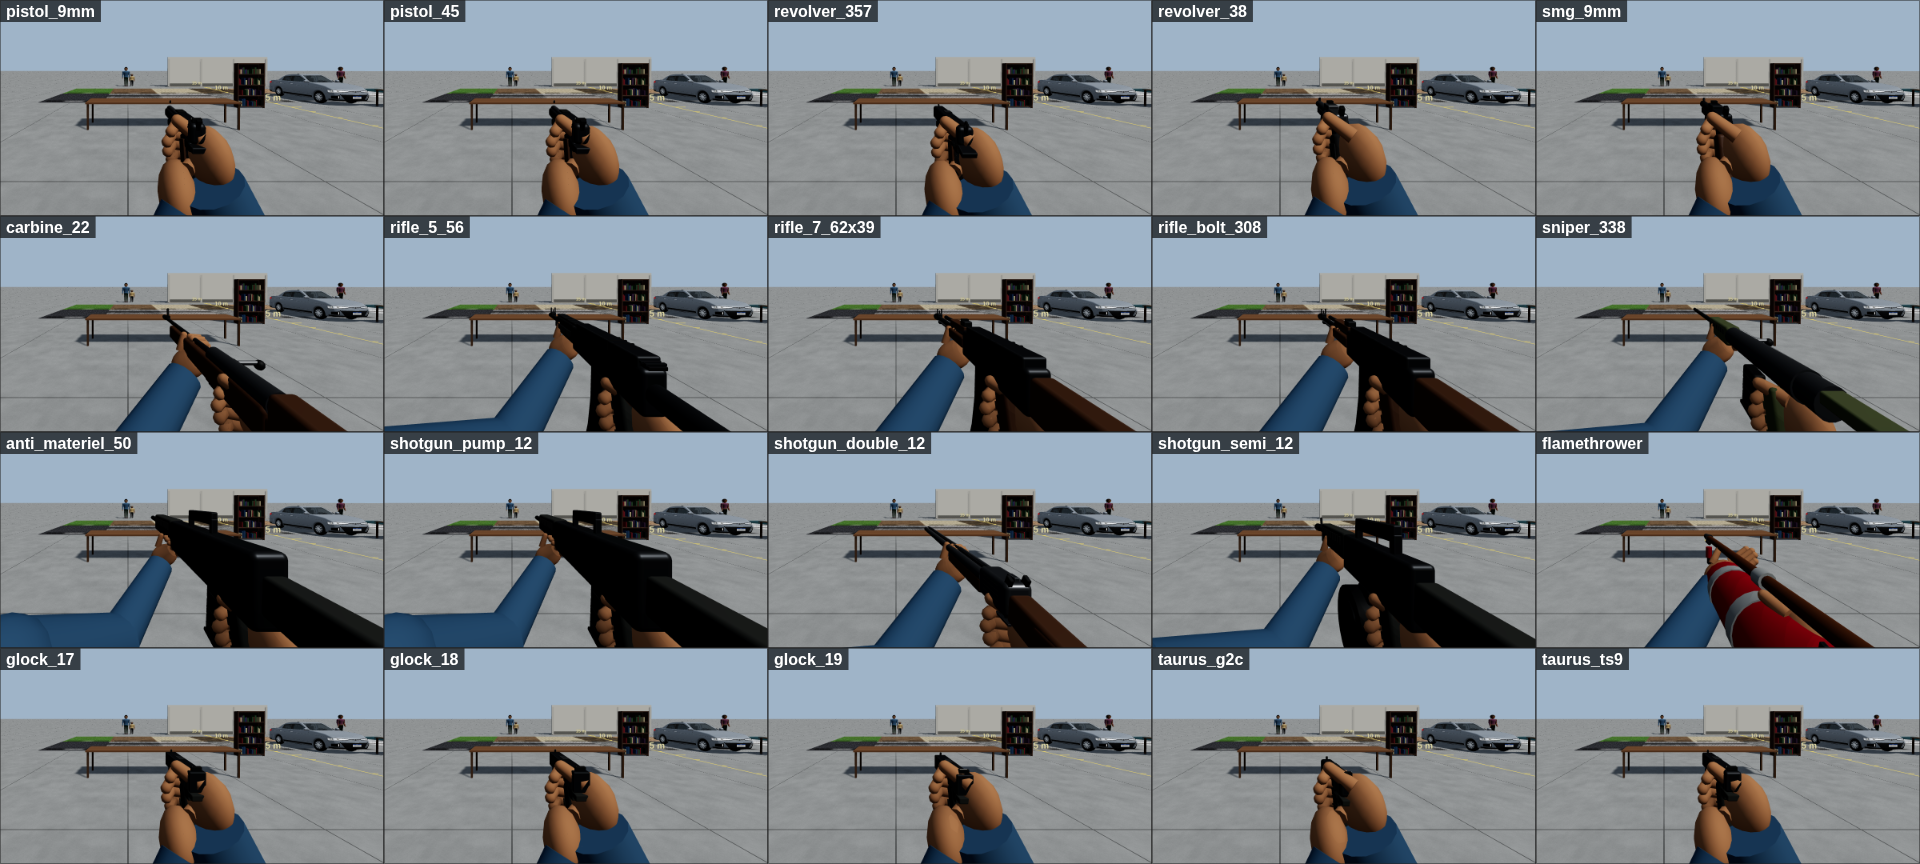 pistol_9mm
pistol_45
revolver_357
revolver_38
smg_9mm
carbine_22
rifle_5_56
rifle_7_62x39
rifle_bolt_308
sniper_338
anti_materiel_50
shotgun_pump_12
shotgun_double_12
shotgun_semi_12
flamethrower
glock_17
glock_18
glock_19
taurus_g2c
taurus_ts9